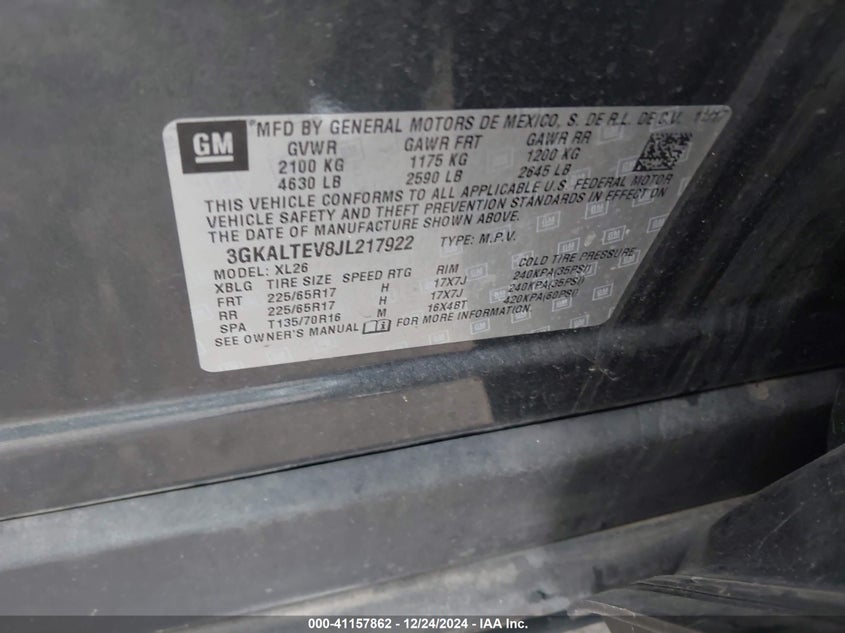 GM
®MFD BY GENERAL MOTORS DE MEXICO, S. DE R.L. DE C.V.
GVWR GAWR FRT GAWR RR
2100 KG 1175 KG 1200 KG
4630 LB 2590 LB 2645 LB
THIS VEHICLE CONFORMS TO ALL APPLICABLE U.S. FEDERAL MOTOR
VEHICLE SAFETY AND THEFT PREVENTION STANDARDS IN EFFECT ON
THE DATE OF MANUFACTURE SHOWN ABOVE.
3GKALTEV8JL217922 TYPE: M.P.V.
MODEL: XL26
XBLG TIRE SIZE SPEED RTG RIM COLD TIRE PRESSURE
FRT 225/65R17 H 17X7J 240KPA(35PSI)
RR 225/65R17 H 17X7J 240KPA(35PSI)
SPA T135/70R16 M 16X4BT 420KPA(60PSI)
SEE OWNER'S MANUAL FOR MORE INFORMATION.
000-41157862 - 12/24/2024 - IAA Inc.